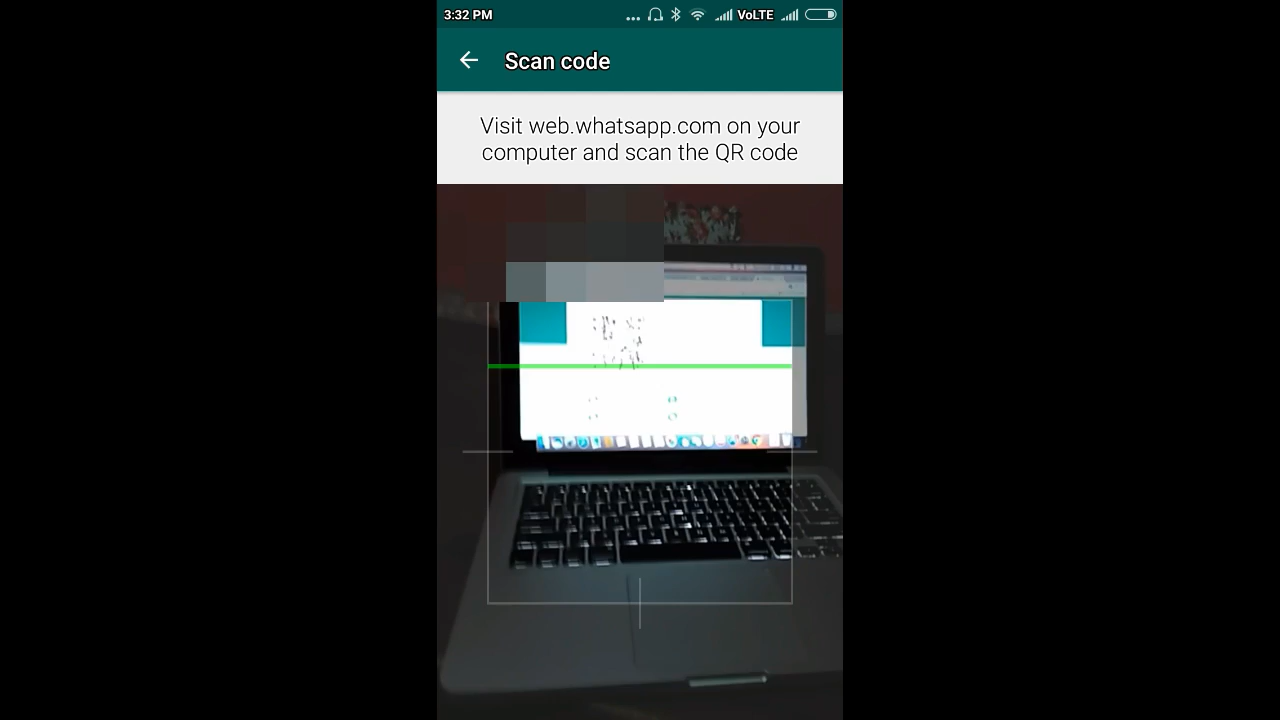 3:32 PM
VoLTE
Scan code
Visit web.whatsapp.com on your
computer and scan the QR code